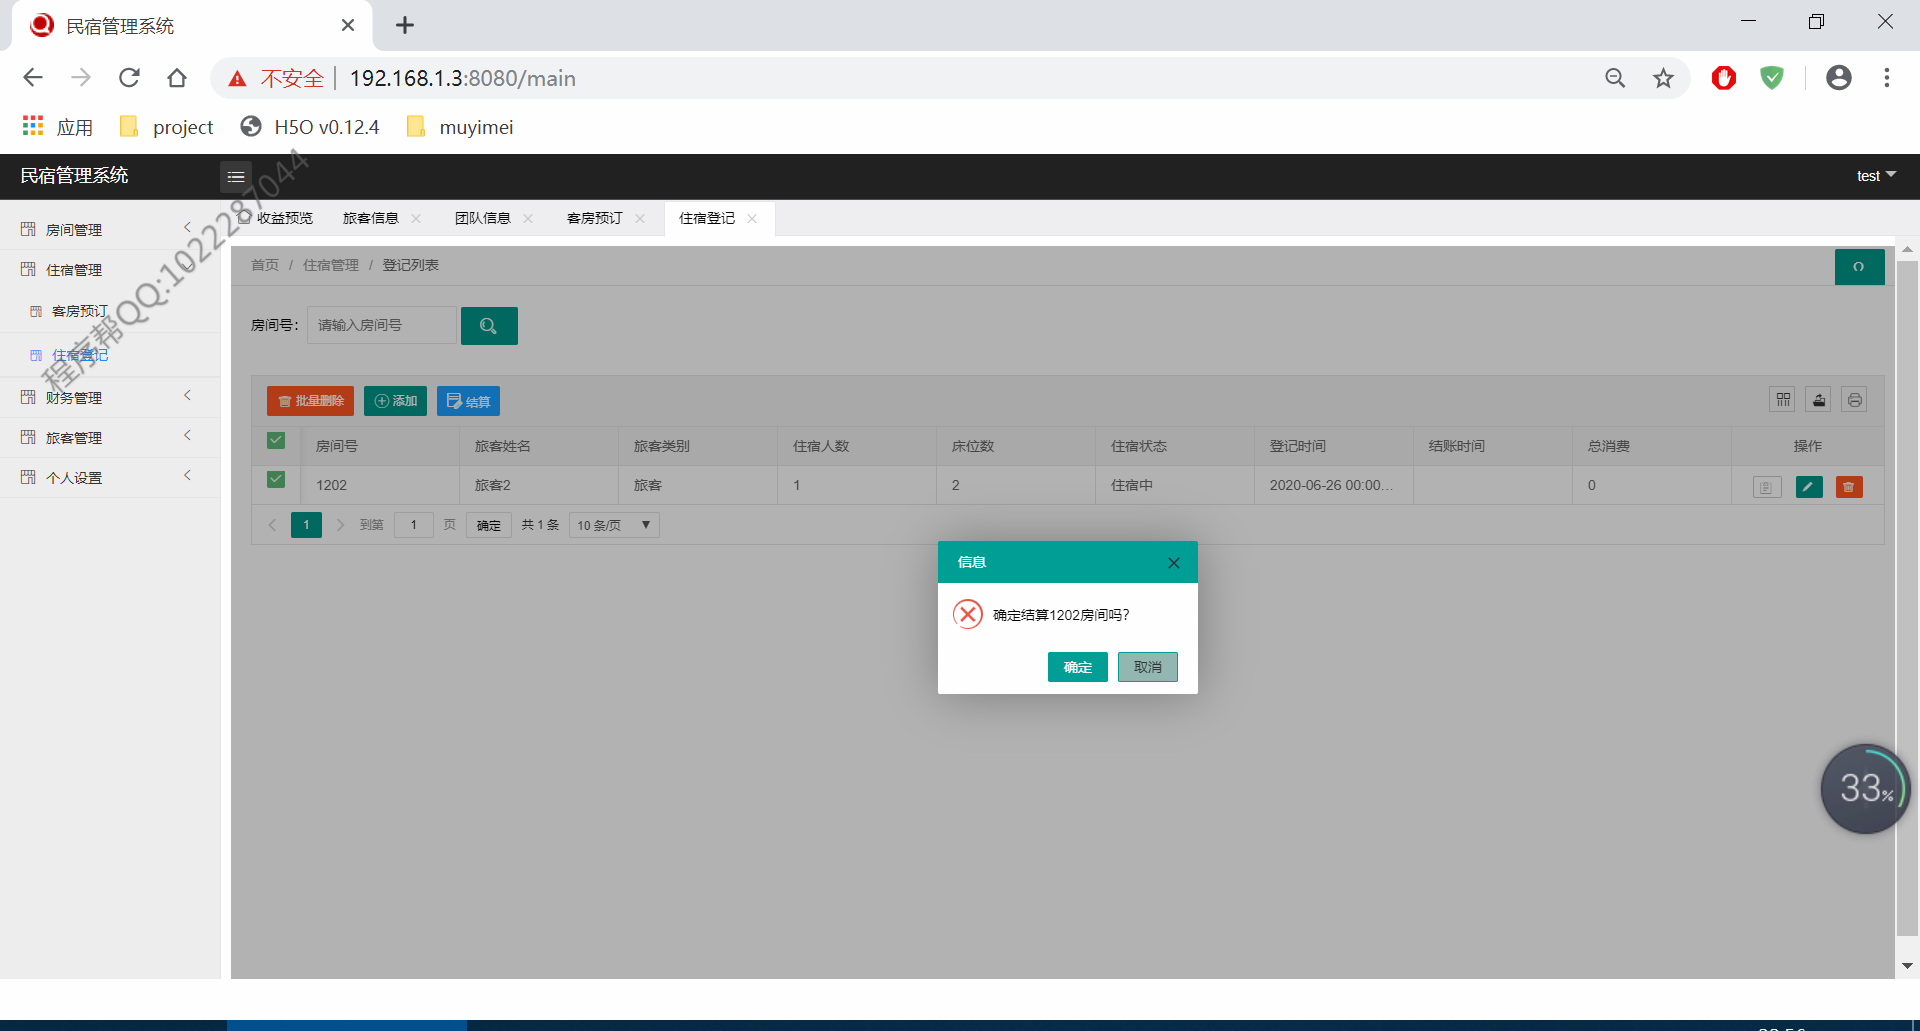 民宿管理系统
不安全 192.168.1.3:8080/main
应用 project H5O v0.12.4 muyimei
民宿管理系统 test
收益预览 旅客信息 团队信息 客房预订 住宿登记
房间管理
住宿管理
客房预订
住宿登记
财务管理
旅客管理
个人设置
程序帮QQ:1022287044
首页 / 住宿管理 / 登记列表
房间号: 请输入房间号
批量删除 添加 结算
房间号 旅客姓名 旅客类别 住宿人数 床位数 住宿状态 登记时间 结账时间 总消费 操作
1202 旅客2 旅客 1 2 住宿中 2020-06-26 00:00... 0
1 到第 1 页 确定 共 1 条 10 条/页
信息
确定结算1202房间吗?
确定 取消
33%